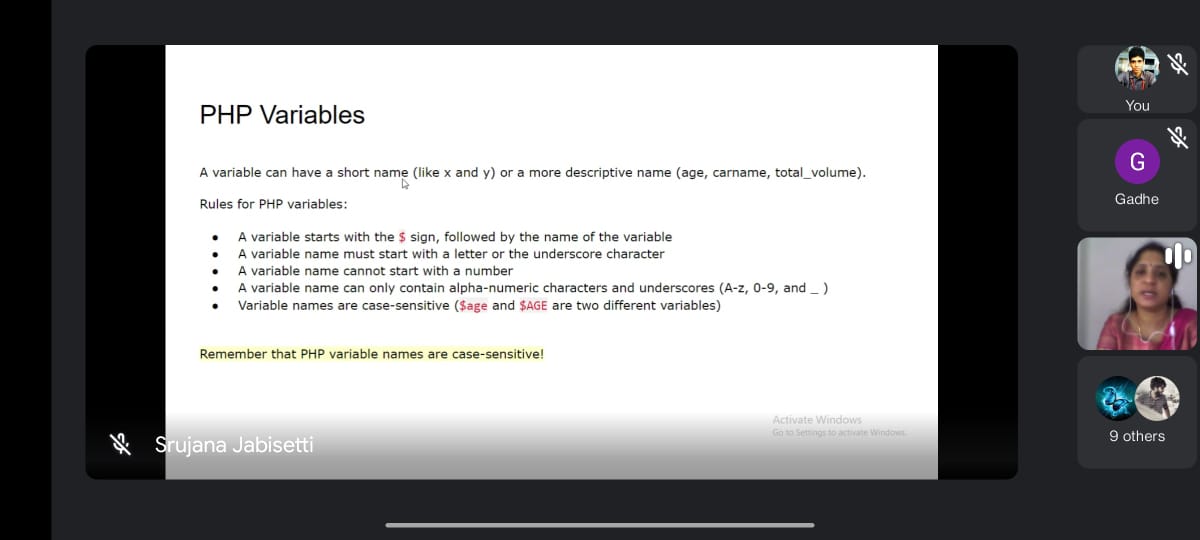 PHP Variables
A variable can have a short name (like x and y) or a more descriptive name (age, carname, total_volume).
Rules for PHP variables:
• A variable starts with the $ sign, followed by the name of the variable
• A variable name must start with a letter or the underscore character
• A variable name cannot start with a number
• A variable name can only contain alpha-numeric characters and underscores (A-z, 0-9, and _ )
• Variable names are case-sensitive ($age and $AGE are two different variables)
Remember that PHP variable names are case-sensitive!
Activate Windows
Go to Settings to activate Windows.
Srujana Jabisetti
You
G
Gadhe
9 others